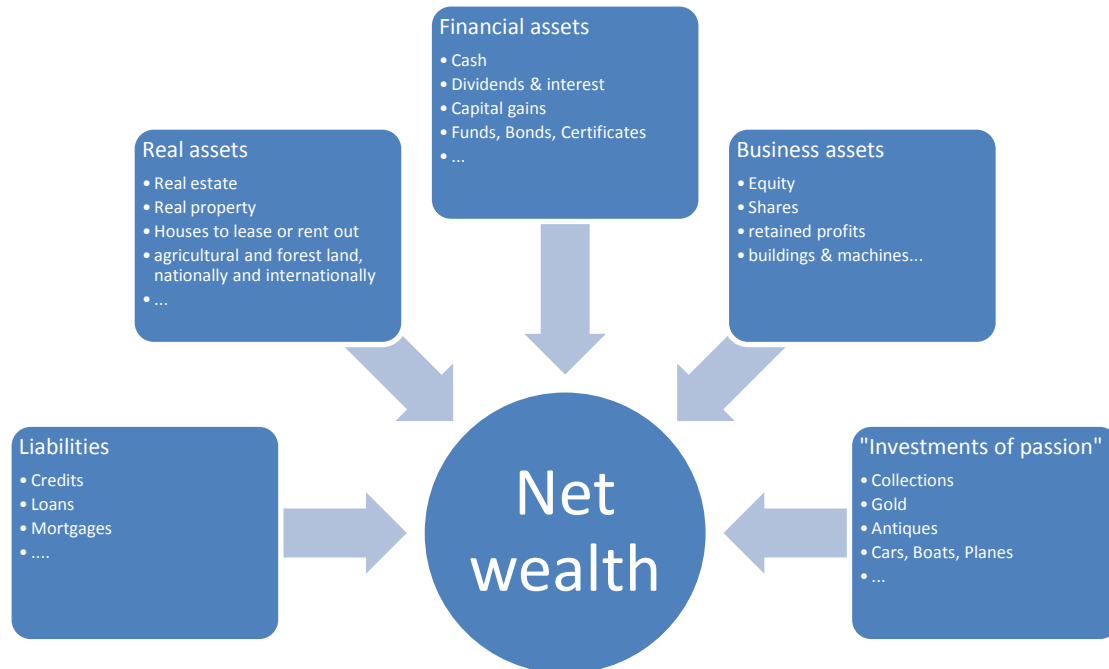 Financial assets
• Cash
• Dividends & interest
• Capital gains
• Funds, Bonds, Certificates
• ...
Real assets
• Real estate
• Real property
• Houses to lease or rent out
• agricultural and forest land,
nationally and internationally
• ...
Business assets
• Equity
• Shares
• retained profits
• buildings & machines...
Liabilities
• Credits
• Loans
• Mortgages
• ....
Net
wealth
"Investments of passion"
• Collections
• Gold
• Antiques
• Cars, Boats, Planes
• ...